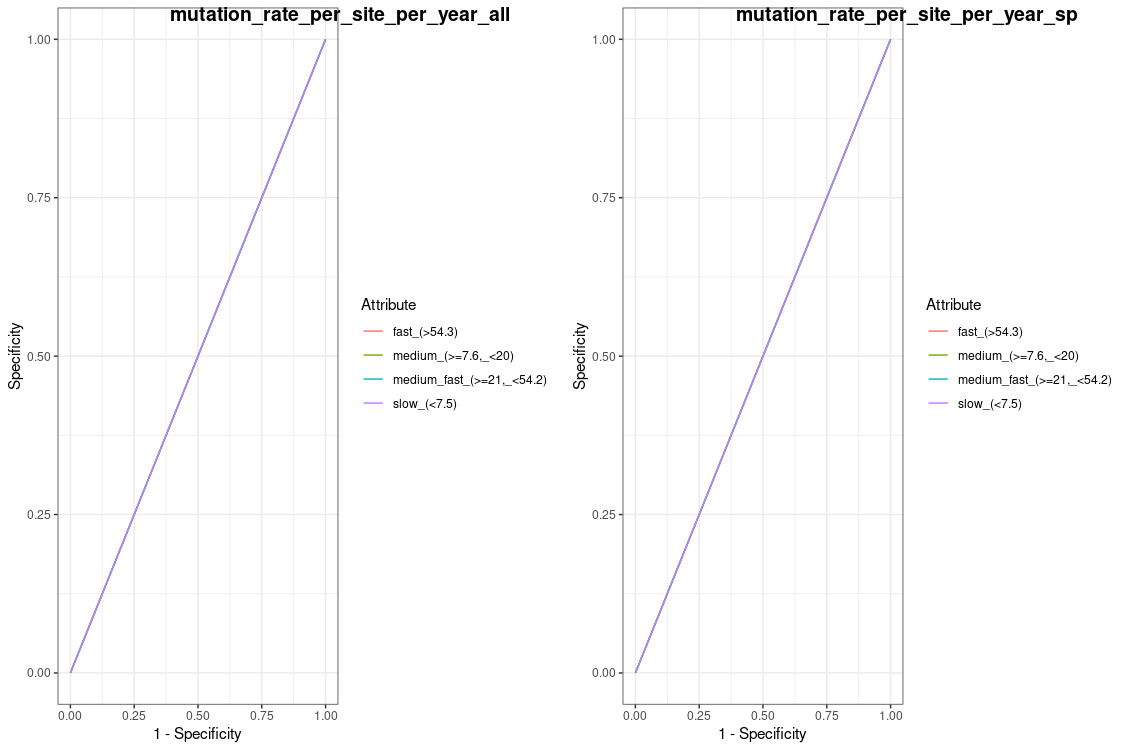 mutation_rate_per_site_per_year_all
1.00
0.75
0.50
0.25
0.00
Specificity
0.00 0.25 0.50 0.75 1.00
1 - Specificity
Attribute
fast_(>54.3)
medium_(>=7.6,_<20)
medium_fast_(>=21,_<54.2)
slow_(<7.5)
mutation_rate_per_site_per_year_sp
1.00
0.75
0.50
0.25
0.00
Specificity
0.00 0.25 0.50 0.75 1.00
1 - Specificity
Attribute
fast_(>54.3)
medium_(>=7.6,_<20)
medium_fast_(>=21,_<54.2)
slow_(<7.5)